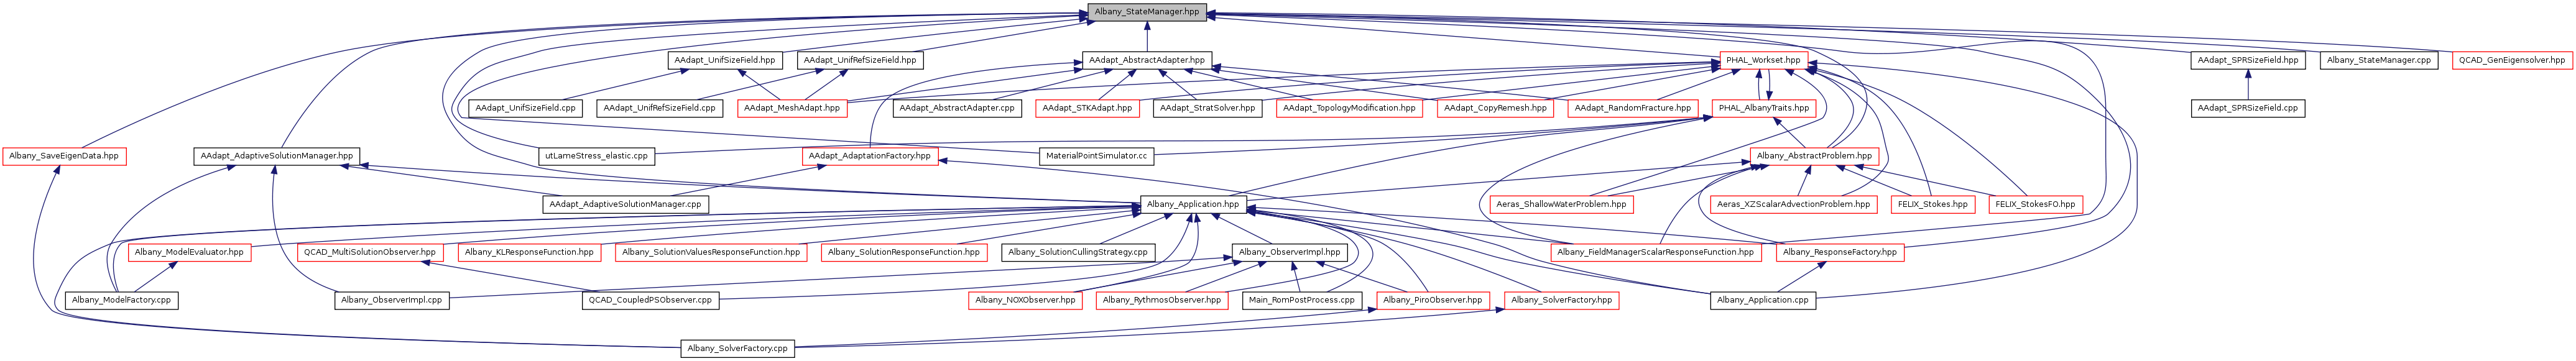 Albany_StateManager.hpp
AAdapt_UnifSizeField.hpp
AAdapt_UnifRefSizeField.hpp
AAdapt_AbstractAdapter.hpp
PHAL_Workset.hpp
AAdapt_SPRSizeField.hpp
Albany_StateManager.cpp
QCAD_GenEigensolver.hpp
AAdapt_UnifSizeField.cpp
AAdapt_UnifRefSizeField.cpp
AAdapt_MeshAdapt.hpp
AAdapt_AbstractAdapter.cpp
AAdapt_STKAdapt.hpp
AAdapt_StratSolver.hpp
AAdapt_TopologyModification.hpp
AAdapt_CopyRemesh.hpp
AAdapt_RandomFracture.hpp
PHAL_AlbanyTraits.hpp
AAdapt_SPRSizeField.cpp
Albany_SaveEigenData.hpp
AAdapt_AdaptiveSolutionManager.hpp
utLameStress_elastic.cpp
AAdapt_AdaptationFactory.hpp
MaterialPointSimulator.cc
Albany_AbstractProblem.hpp
AAdapt_AdaptiveSolutionManager.cpp
Albany_Application.hpp
Aeras_ShallowWaterProblem.hpp
Aeras_XZScalarAdvectionProblem.hpp
FELIX_Stokes.hpp
FELIX_StokesFO.hpp
Albany_ModelEvaluator.hpp
QCAD_MultiSolutionObserver.hpp
Albany_KLResponseFunction.hpp
Albany_SolutionValuesResponseFunction.hpp
Albany_SolutionResponseFunction.hpp
Albany_SolutionCullingStrategy.cpp
Albany_ObserverImpl.hpp
Albany_FieldManagerScalarResponseFunction.hpp
Albany_ResponseFactory.hpp
Albany_ModelFactory.cpp
Albany_ObserverImpl.cpp
QCAD_CoupledPSObserver.cpp
Albany_NOXObserver.hpp
Albany_RythmosObserver.hpp
Main_RomPostProcess.cpp
Albany_PiroObserver.hpp
Albany_SolverFactory.hpp
Albany_Application.cpp
Albany_SolverFactory.cpp